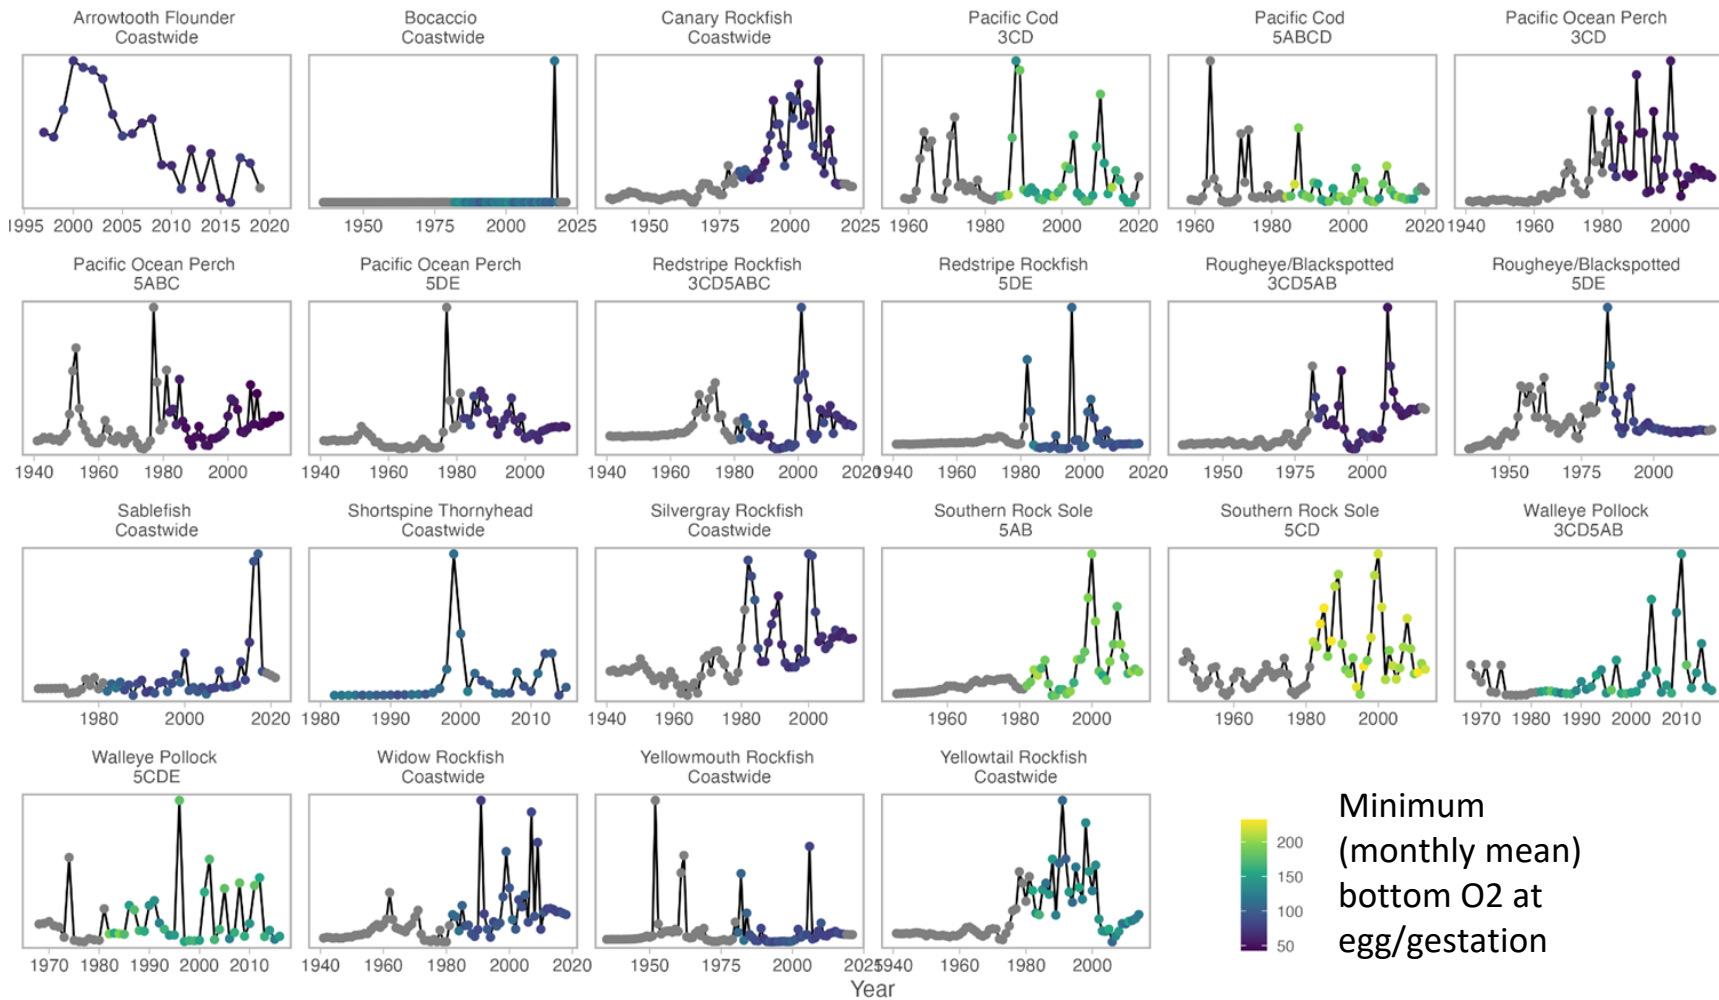 Arrowtooth Flounder
Coastwide
Bocaccio
Coastwide
Canary Rockfish
Coastwide
Pacific Cod
3CD
Pacific Cod
5ABCD
Pacific Ocean Perch
3CD
1995 2000 2005 2010 2015 2020
1950 1975 2000 2025
1950 1975 2000 2025
1960 1980 2000 2020
1960 1980 2000 2020
1940 1960 1980 2000
Pacific Ocean Perch
5ABC
Pacific Ocean Perch
5DE
Redstripe Rockfish
3CD5ABC
Redstripe Rockfish
5DE
Rougheye/Blackspotted
3CD5AB
Rougheye/Blackspotted
5DE
1940 1960 1980 2000
1940 1960 1980 2000
1940 1960 1980 2000 2020
1940 1960 1980 2000 2020
1950 1975 2000
1950 1975 2000
Sablefish
Coastwide
Shortspine Thornyhead
Coastwide
Silvergray Rockfish
Coastwide
Southern Rock Sole
5AB
Southern Rock Sole
5CD
Walleye Pollock
3CD5AB
1980 2000 2020
1980 1990 2000 2010
1940 1960 1980 2000
1960 1980 2000
1960 1980 2000
1970 1980 1990 2000 2010
Walleye Pollock
5CDE
Widow Rockfish
Coastwide
Yellowmouth Rockfish
Coastwide
Yellowtail Rockfish
Coastwide
1970 1980 1990 2000 2010
1940 1960 1980 2000 2020
1950 1975 2000 2025
1940 1960 1980 2000
Year
200
150
100
50
Minimum
(monthly mean)
bottom O2 at
egg/gestation